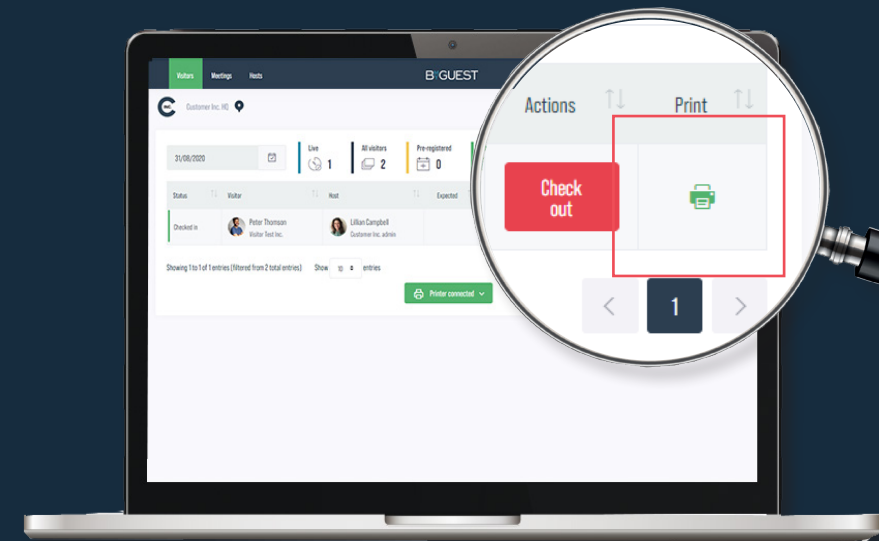 Visitors Meetings Hosts
BYGUEST
INC.
Customer Inc. HQ
31/08/2020
Live
1
All visitors
2
Pre-registered
0
Status Visitor Host Expected
Checked in
Peter Thomson
Visitor Test Inc.
Lillian Campbell
Customer Inc. admin
Showing 1 to 1 of 1 entries (filtered from 2 total entries) Show 10 entries
Printer connected
Actions Print
Check
out
1